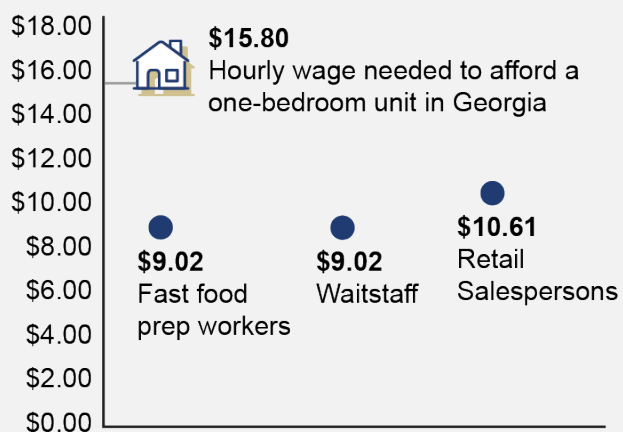 $18.00
$16.00
$14.00
$12.00
$10.00
$8.00
$6.00
$4.00
$2.00
$0.00
$15.80
Hourly wage needed to afford a
one-bedroom unit in Georgia
$9.02
Fast food
prep workers
$9.02
Waitstaff
$10.61
Retail
Salespersons